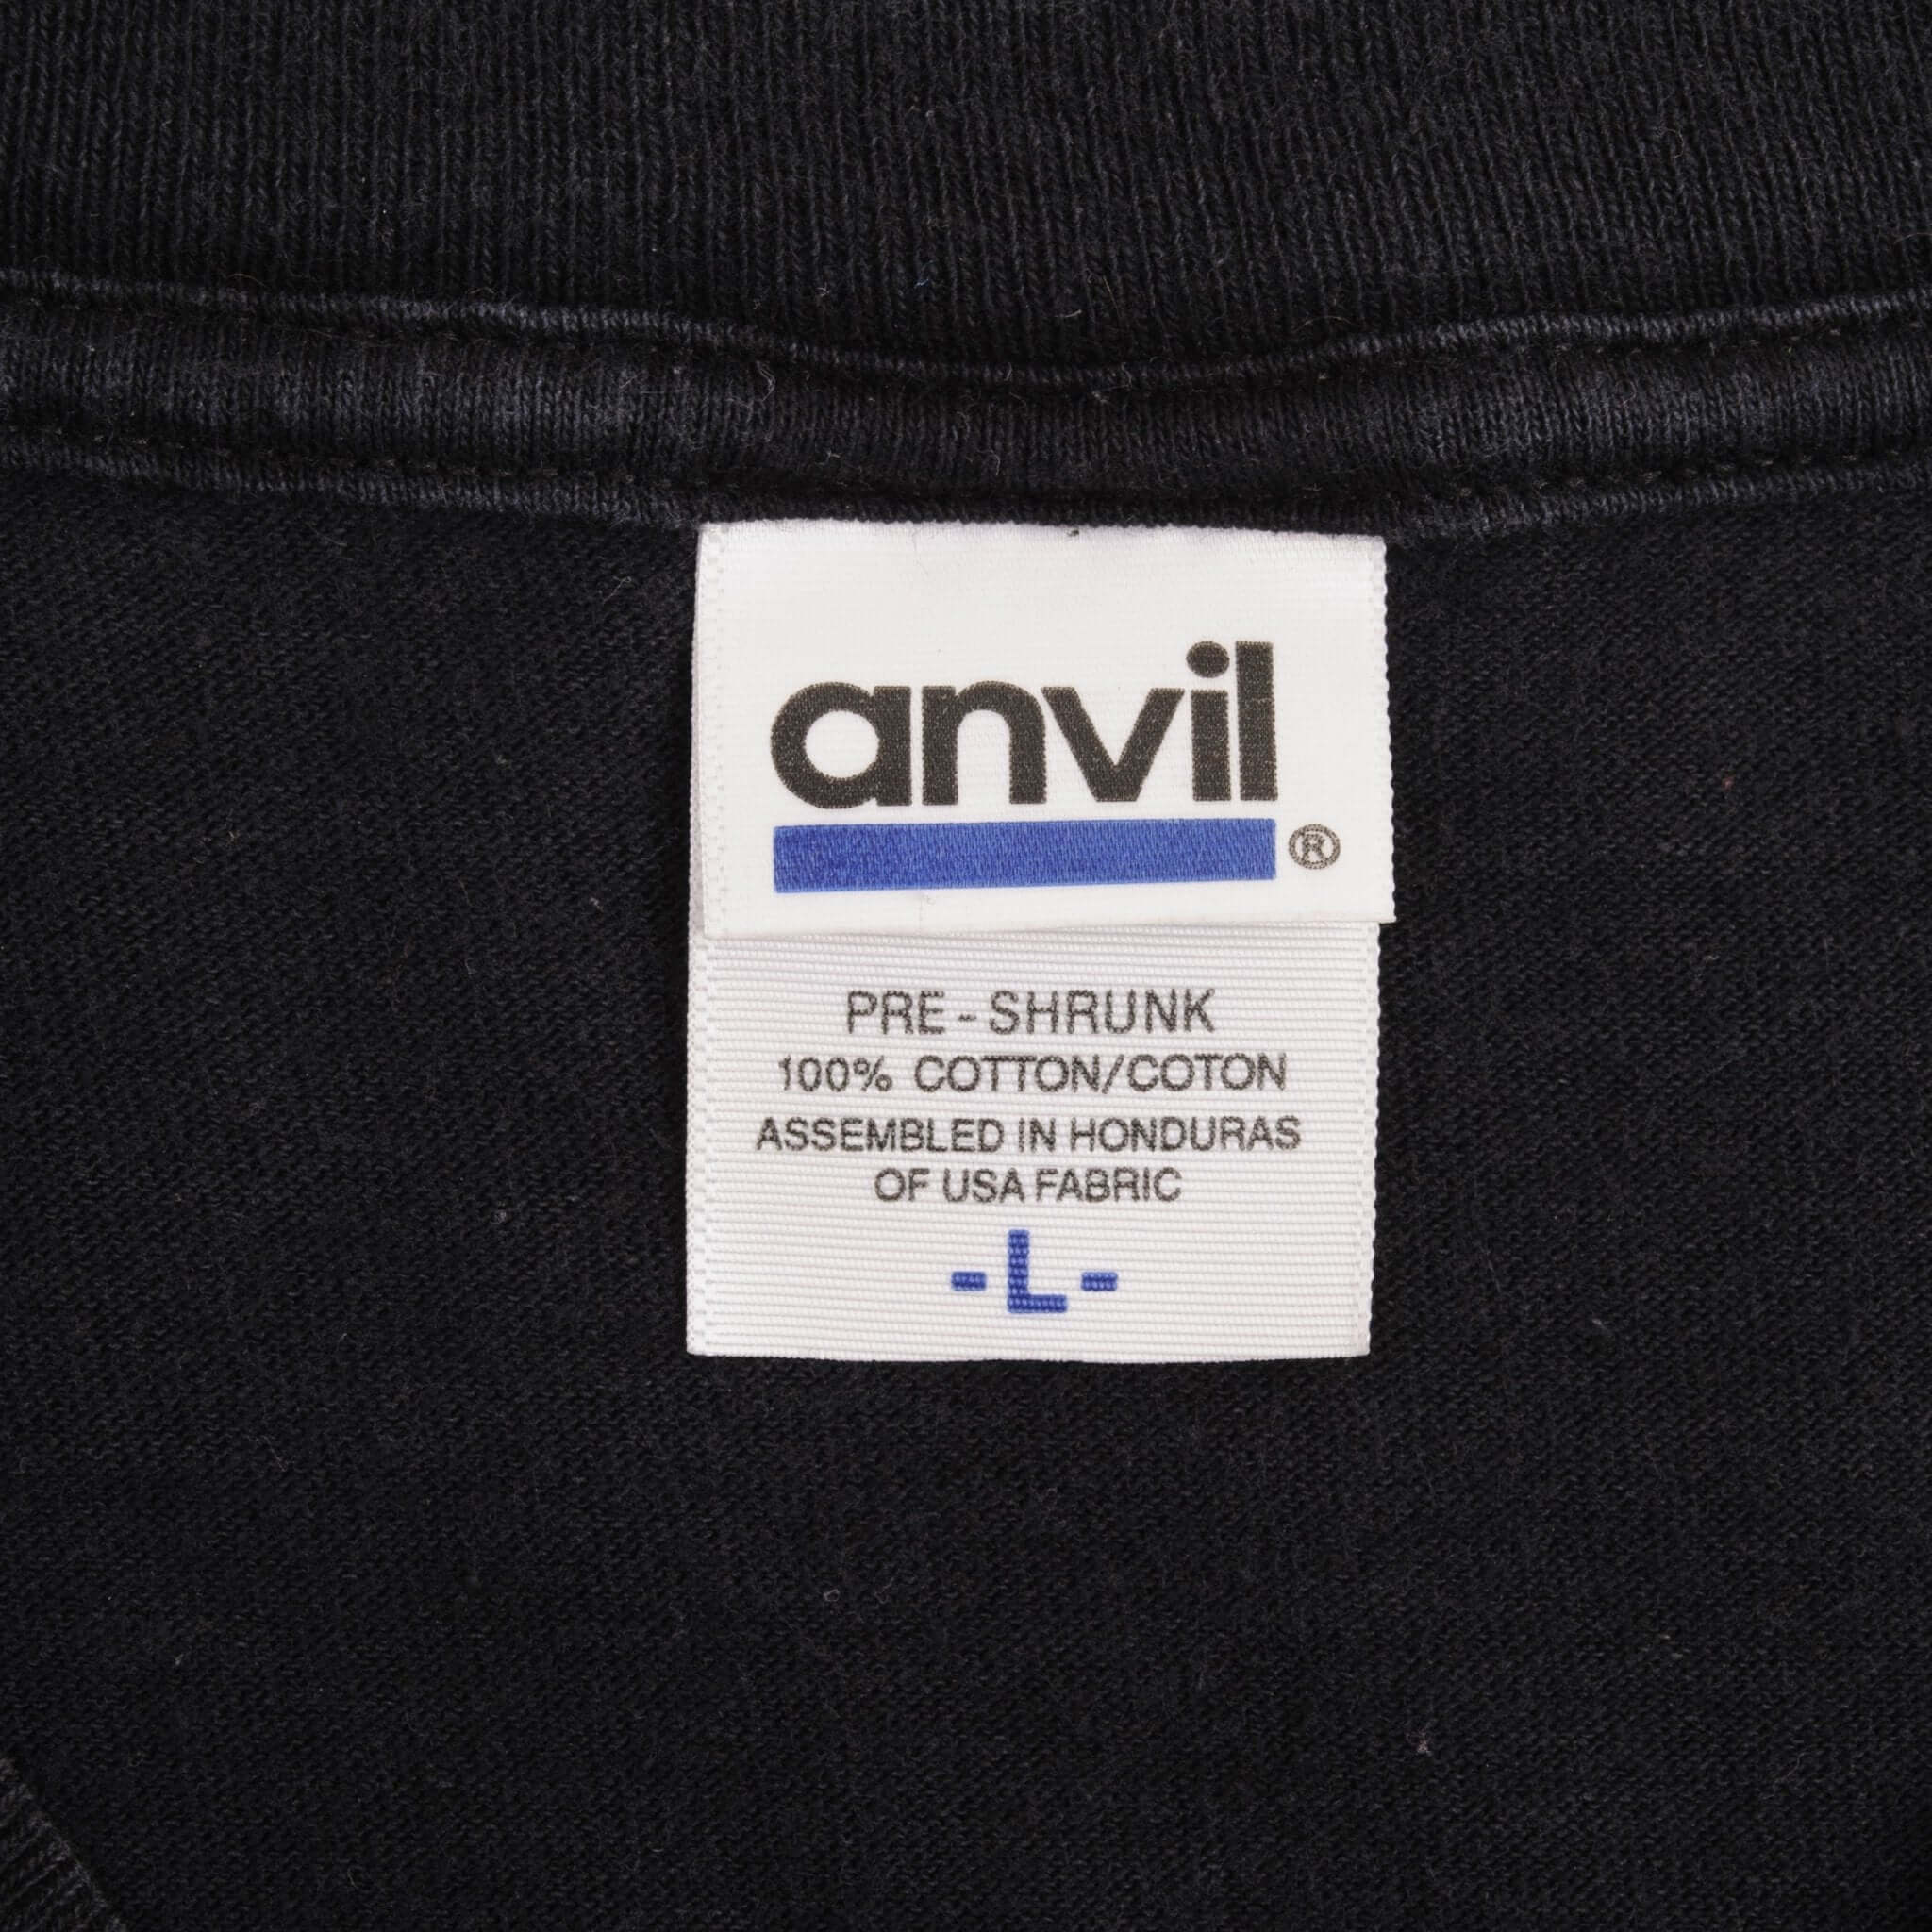 anvil
®
PRE-SHRUNK
100% COTTON/COTON
ASSEMBLED IN HONDURAS
OF USA FABRIC
-L-